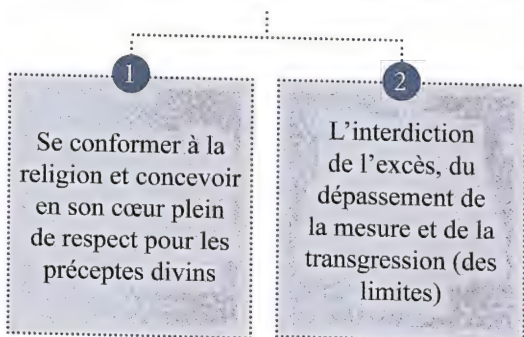 1
Se conformer à la
religion et concevoir
en son cœur plein
de respect pour les
préceptes divins
2
L'interdiction
de l'excès, du
dépassement de
la mesure et de la
transgression (des
limites)